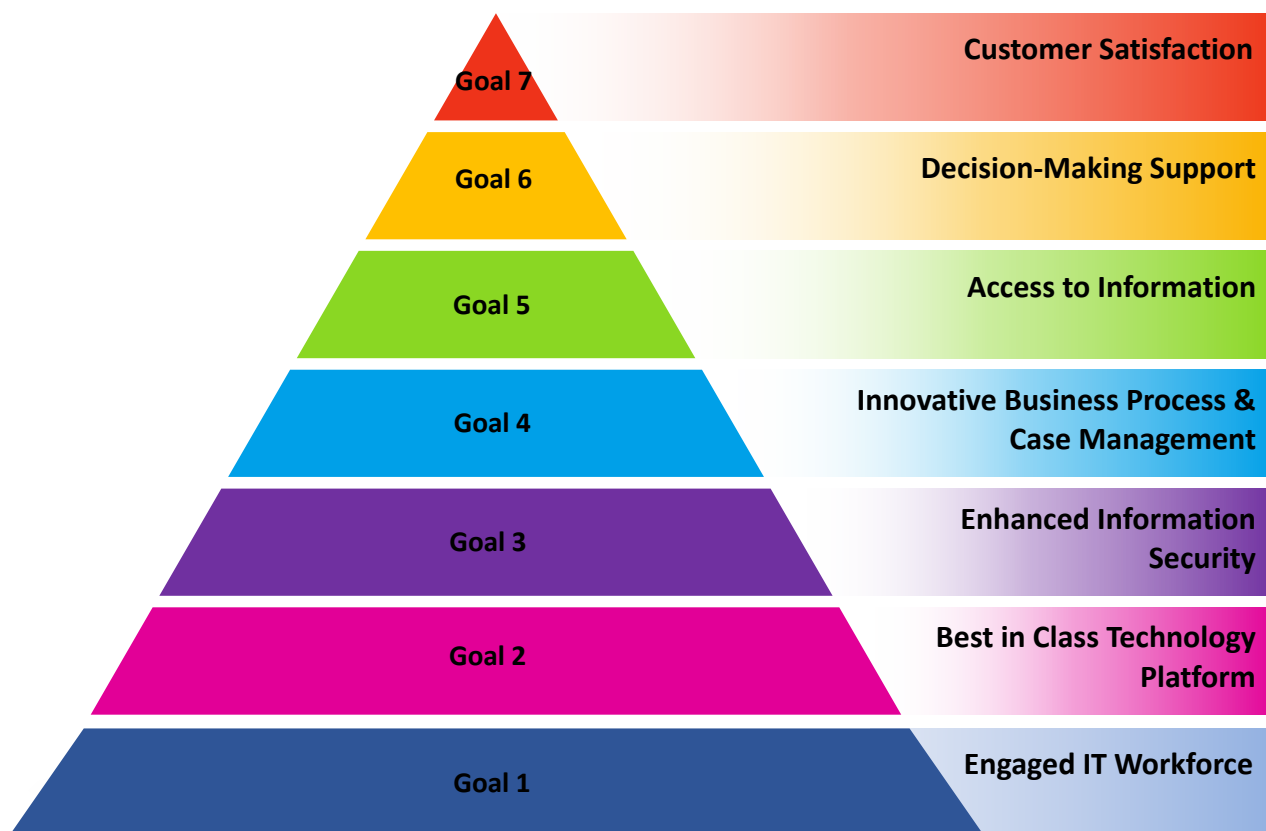 Goal 7
Customer Satisfaction
Goal 6
Decision-Making Support
Goal 5
Access to Information
Goal 4
Innovative Business Process &
Case Management
Goal 3
Enhanced Information
Security
Goal 2
Best in Class Technology
Platform
Goal 1
Engaged IT Workforce